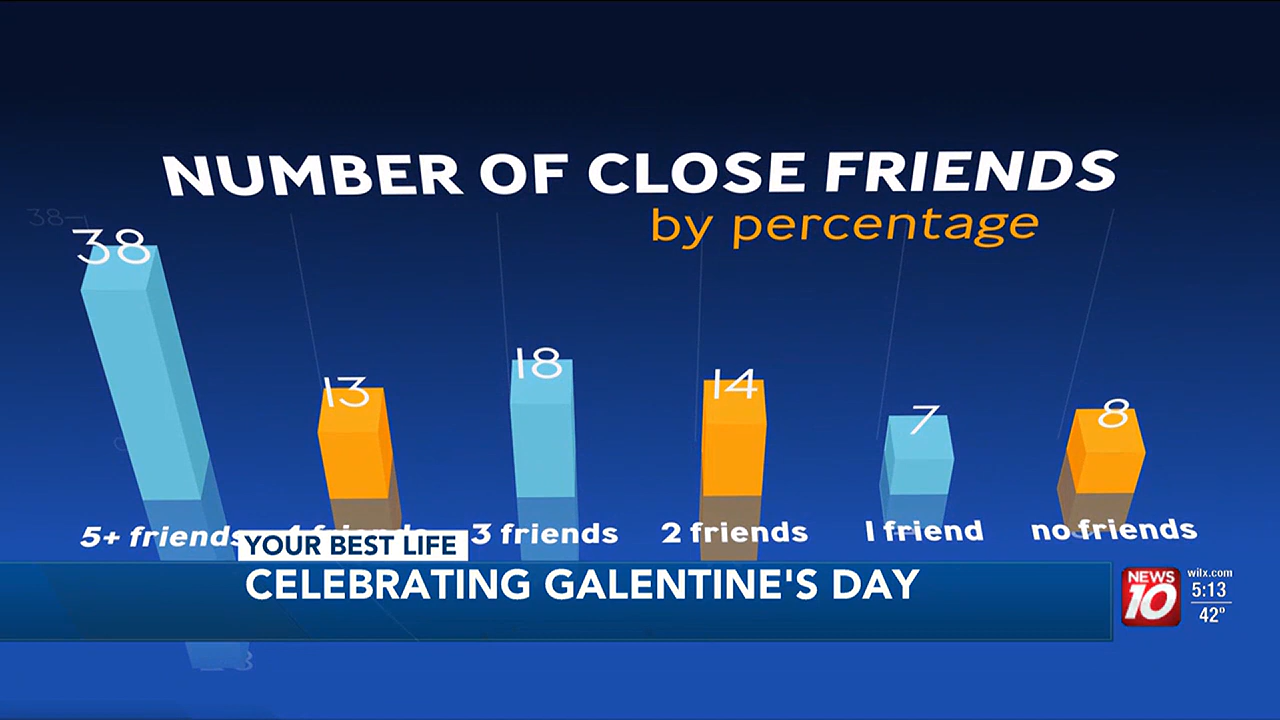 NUMBER OF CLOSE FRIENDS
by percentage
38
38
13
18
14
7
8
5+ friends
3 friends
2 friends
1 friend
no friends
YOUR BEST LIFE
CELEBRATING GALENTINE'S DAY
NEWS
10
wilx.com
5:13
42°